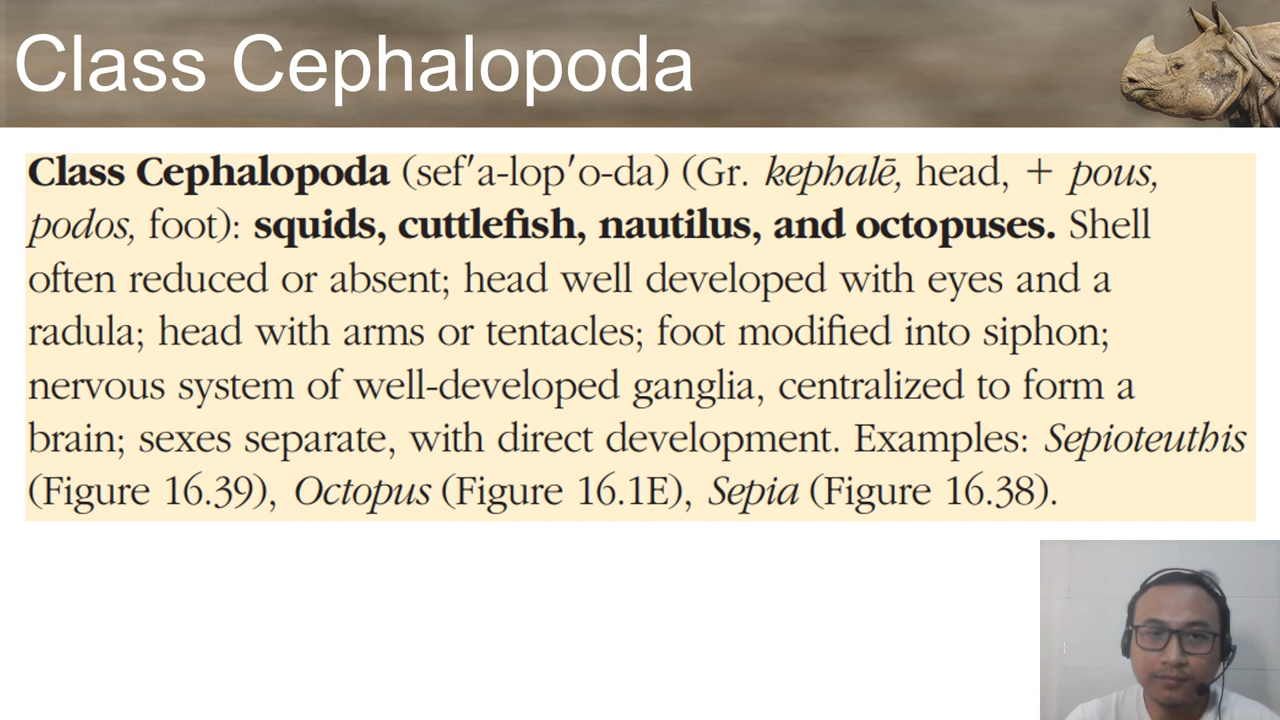 Class Cephalopoda
Class Cephalopoda (sef′a-lop′o-da) (Gr. kephalē, head, + pous,
podos, foot): squids, cuttlefish, nautilus, and octopuses. Shell
often reduced or absent; head well developed with eyes and a
radula; head with arms or tentacles; foot modified into siphon;
nervous system of well-developed ganglia, centralized to form a
brain; sexes separate, with direct development. Examples: Sepioteuthis
(Figure 16.39), Octopus (Figure 16.1E), Sepia (Figure 16.38).